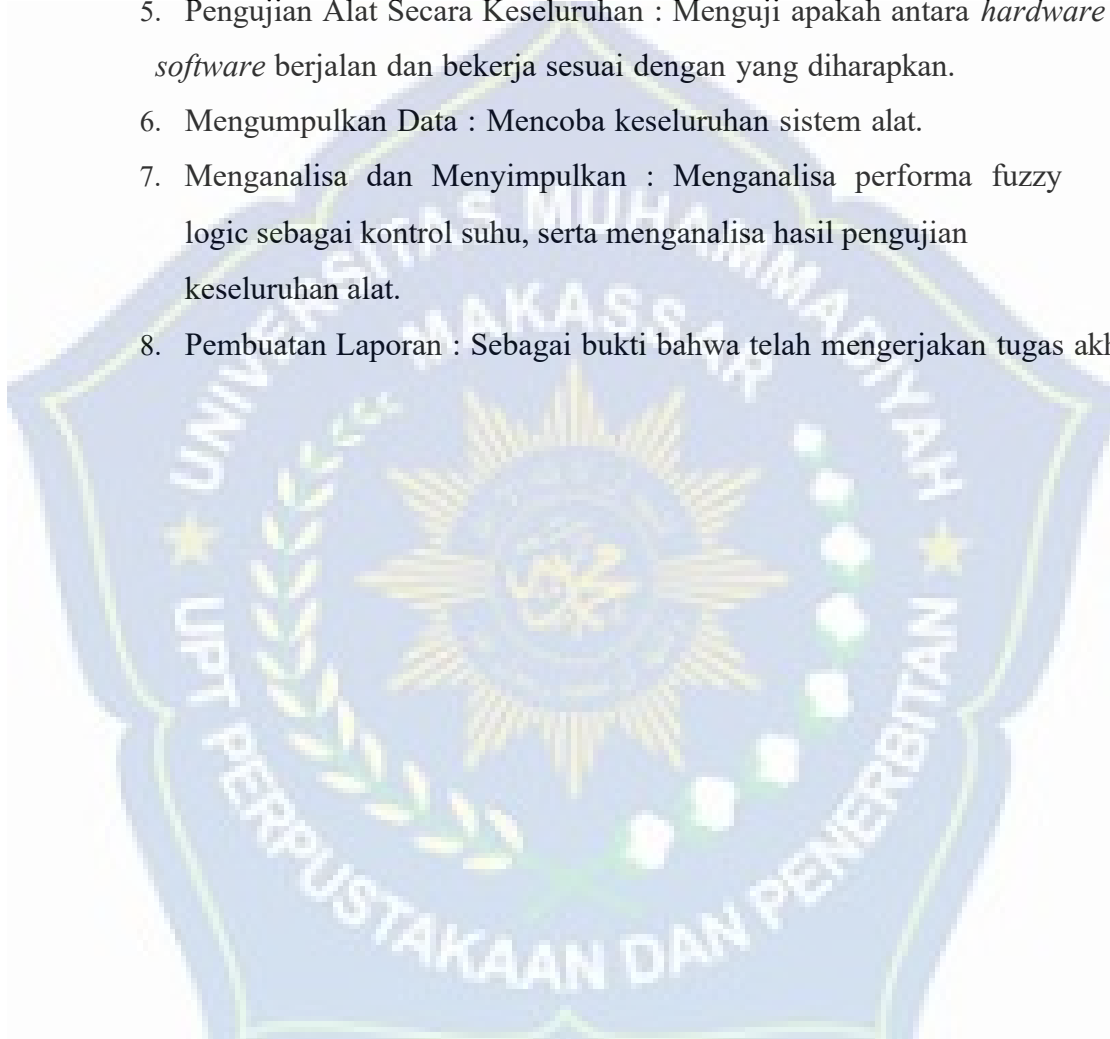 5. Pengujian Alat Secara Keseluruhan : Menguji apakah antara hardware
software berjalan dan bekerja sesuai dengan yang diharapkan.
6. Mengumpulkan Data : Mencoba keseluruhan sistem alat.
7. Menganalisa dan Menyimpulkan : Menganalisa performa fuzzy
logic sebagai kontrol suhu, serta menganalisa hasil pengujian
keseluruhan alat.
8. Pembuatan Laporan : Sebagai bukti bahwa telah mengerjakan tugas
UNIVERSITAS MUHAMMADIYAH
MAKASSAR
UPT PERPUSTAKAAN DAN PENERBITAN